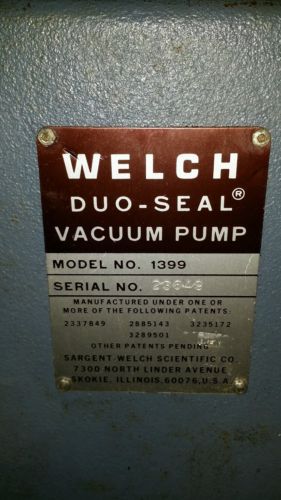 WELCH
DUO-SEAL®
VACUUM PUMP
MODEL NO. 1399
SERIAL NO.
MANUFACTURED UNDER ONE OR
MORE OF THE FOLLOWING PATENTS:
2337849 2885143 3235172
3289501
OTHER PATENTS PENDING
SARGENT-WELCH SCIENTIFIC CO.
7300 NORTH LINDER AVENUE
SKOKIE, ILLINOIS, 60076, U.S.A.